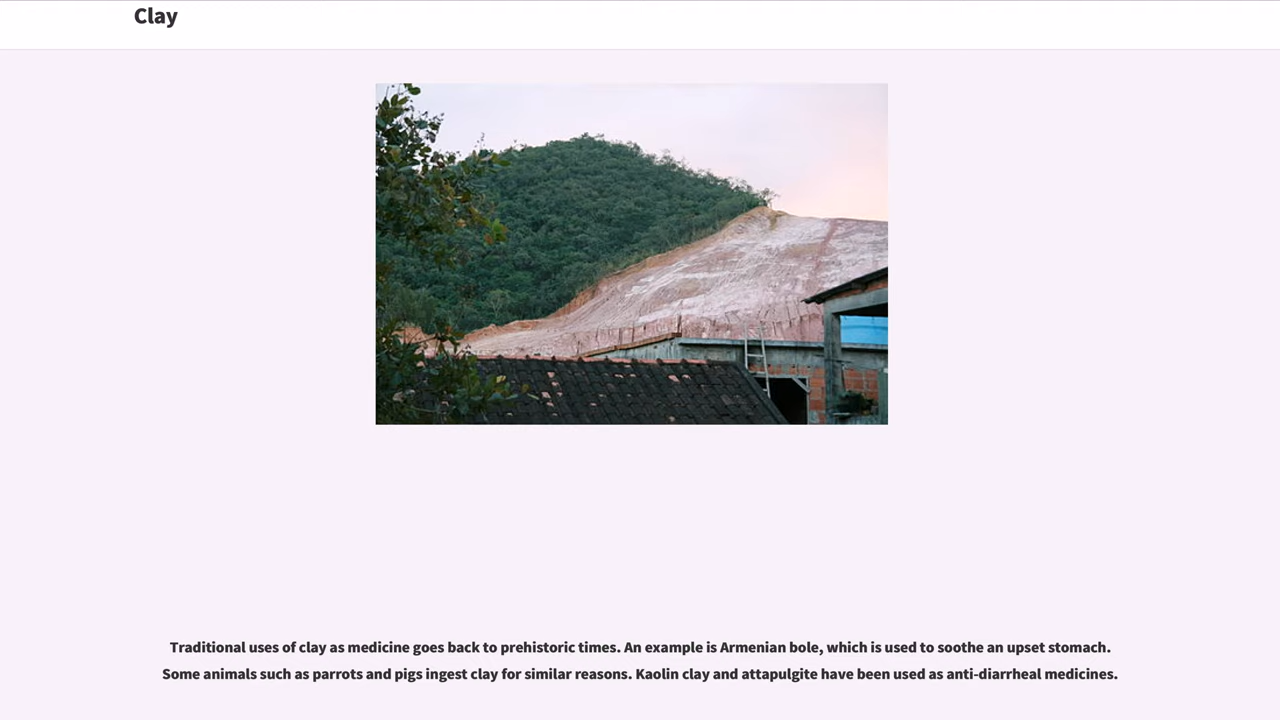 Clay
Traditional uses of clay as medicine goes back to prehistoric times. An example is Armenian bole, which is used to soothe an upset stomach.
Some animals such as parrots and pigs ingest clay for similar reasons. Kaolin clay and attapulgite have been used as anti-diarrheal medicines.